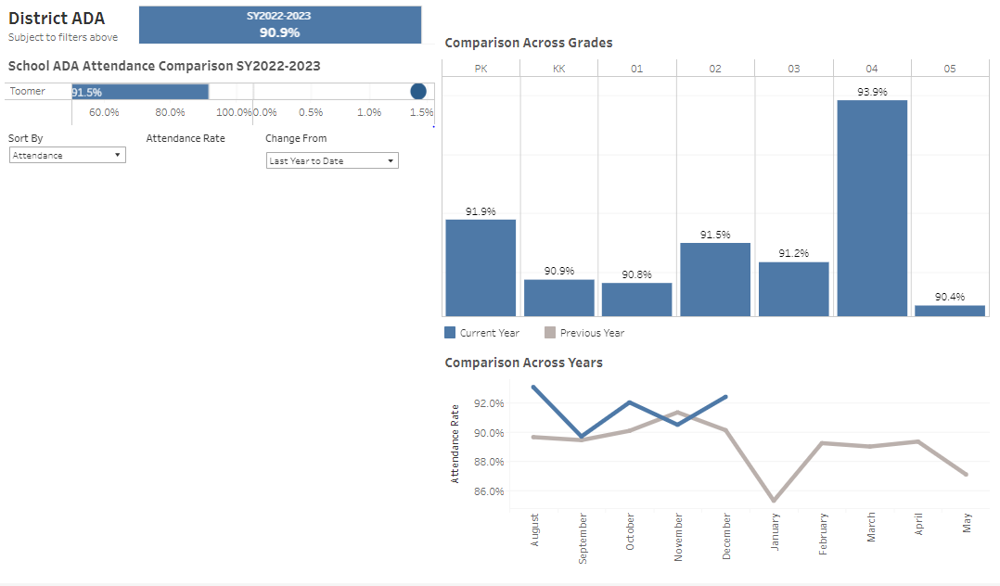 District ADA
Subject to filters above
SY2022-2023
90.9%
School ADA Attendance Comparison SY2022-2023
Toomer
91.5%
60.0% 80.0% 100.0% 0.0% 0.5% 1.0% 1.5%
Sort By
Attendance
Attendance Rate
Change From
Last Year to Date
Comparison Across Grades
PK KK 01 02 03 04 05
91.9% 90.9% 90.8% 91.5% 91.2% 93.9% 90.4%
Current Year Previous Year
Comparison Across Years
Attendance Rate
92.0%
90.0%
88.0%
86.0%
August September October November December January February March April May